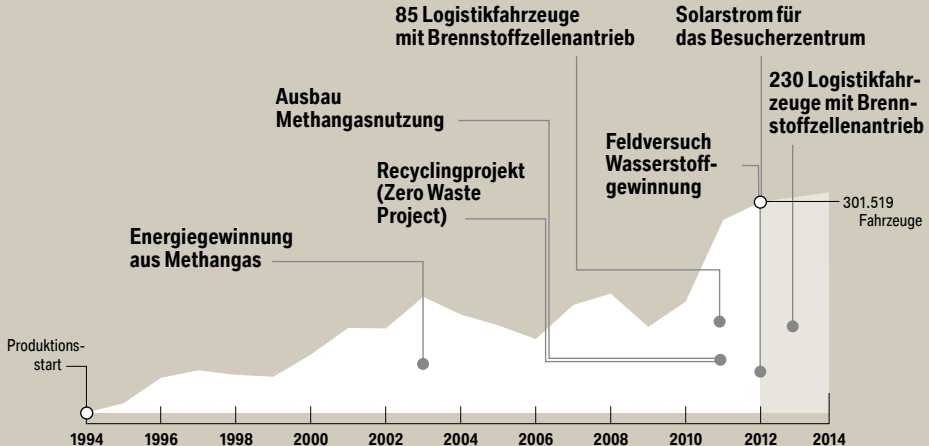 85 Logistikfahrzeuge
mit Brennstoffzellenantrieb
Solarstrom für
das Besucherzentrum
230 Logistikfahr-
zeuge mit Brenn-
stoffzellenantrieb
Ausbau
Methangasnutzung
Feldversuch
Wasserstoff-
gewinnung
Recyclingprojekt
(Zero Waste
Project)
301.519
Fahrzeuge
Energiegewinnung
aus Methangas
Produktions-
start
1994 1996 1998 2000 2002 2004 2006 2008 2010 2012 2014